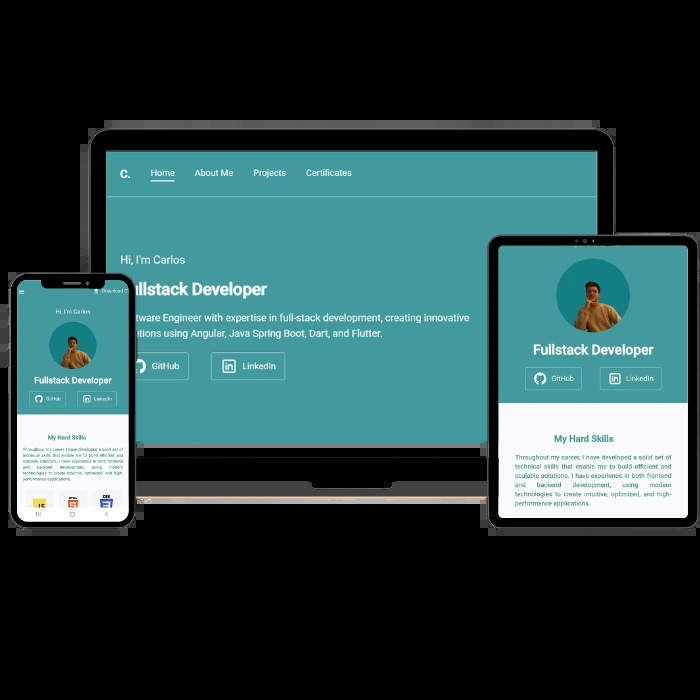 C. Home About Me Projects Certificates
Hi, I'm Carlos
llstack Developer
tware Engineer with expertise in full-stack development, creating innovative
tions using Angular, Java Spring Boot, Dart, and Flutter.
GitHub LinkedIn
Download
Hi, I'm Carlos
Fullstack Developer
GitHub LinkedIn
My Hard Skills
Throughout my career, I have developed a solid set of
technical skills that enable me to build efficient and
scalable solutions. I have experience in both frontend
and backend development, using modern
technologies to create intuitive, optimized, and high-
performance applications.
JS HTML CSS
Fullstack Developer
GitHub LinkedIn
My Hard Skills
Throughout my career, I have developed a solid set of
technical skills that enable me to build efficient and
scalable solutions. I have experience in both frontend
and backend development, using modern
technologies to create intuitive, optimized, and high-
performance applications.